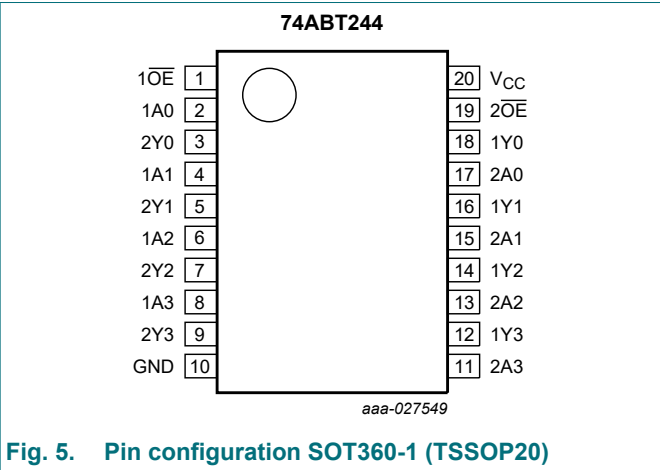 74ABT244
1O̅E̅ 1 20 VCC
1A0 2 19 2O̅E̅
2Y0 3 18 1Y0
1A1 4 17 2A0
2Y1 5 16 1Y1
1A2 6 15 2A1
2Y2 7 14 1Y2
1A3 8 13 2A2
2Y3 9 12 1Y3
GND 10 11 2A3
aaa-027549
Fig. 5. Pin configuration SOT360-1 (TSSOP20)